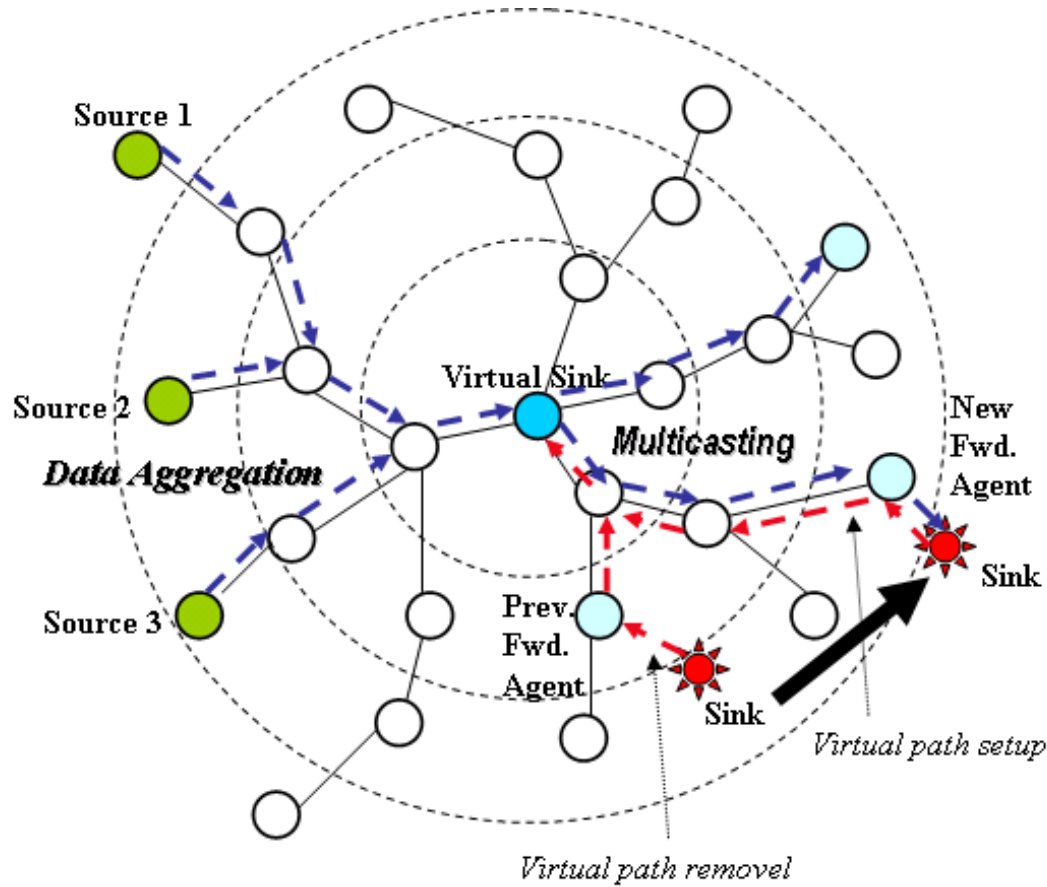 Source 1
Virtual Sink
Source 2
New
Fwd.
Agent
Multicasting
Data Aggregation
Sink
Source 3
Prev.
Fwd.
Agent
Sink
Virtual path setup
Virtual path removel